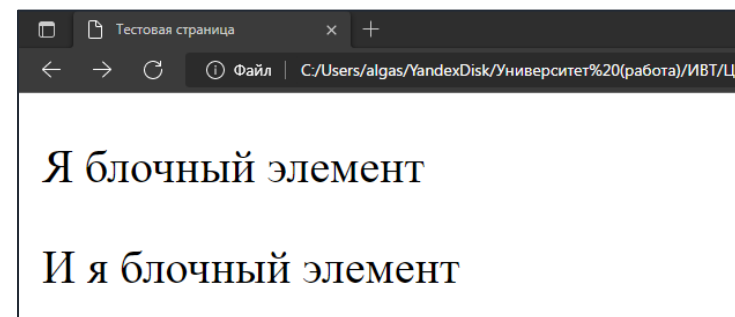 Тестовая страница
Файл C:/Users/algas/YandexDisk/Университет%20(работа)/ИВТ/Ц
Я блочный элемент
И я блочный элемент